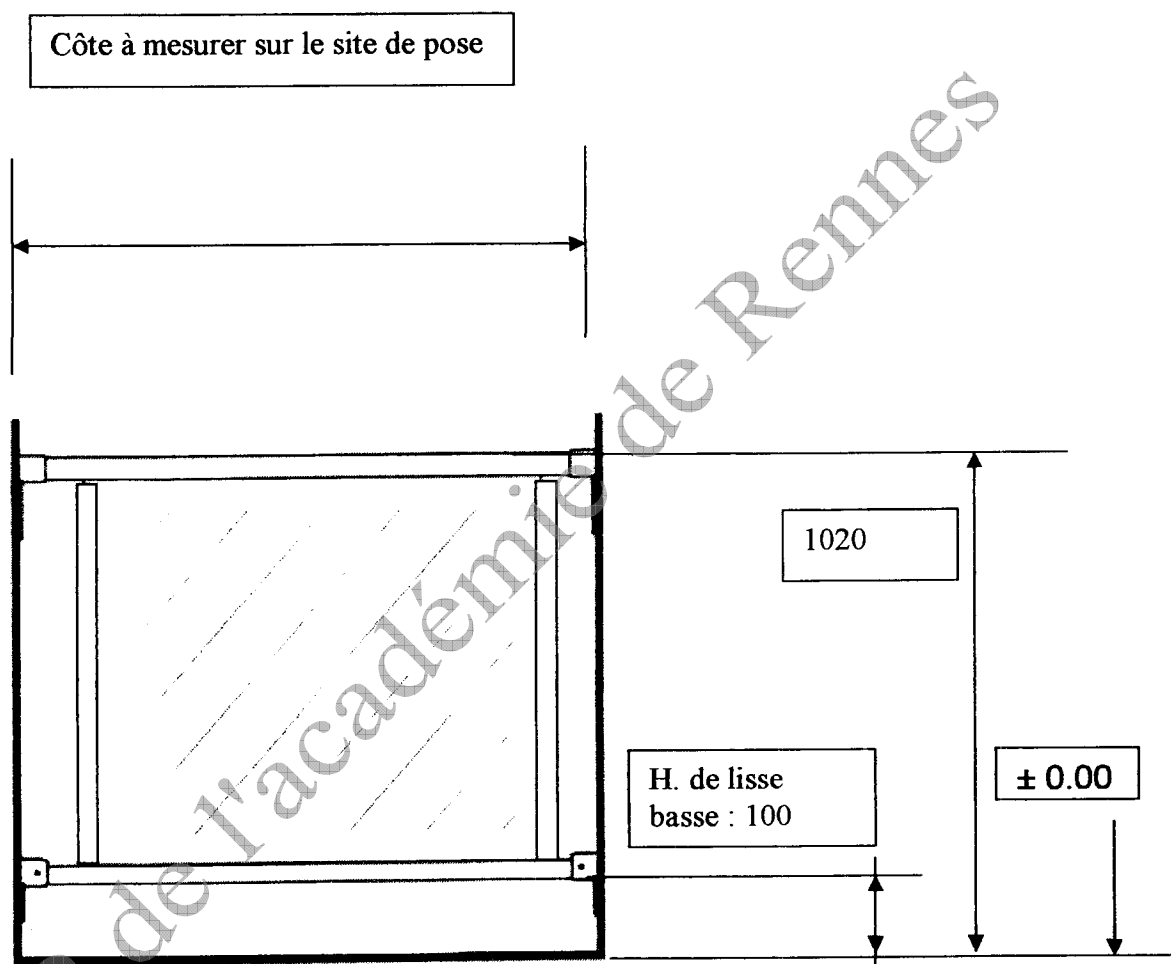 Côte à mesurer sur le site de pose
de l'académie de Rennes
1020
H. de lisse
basse : 100
± 0.00